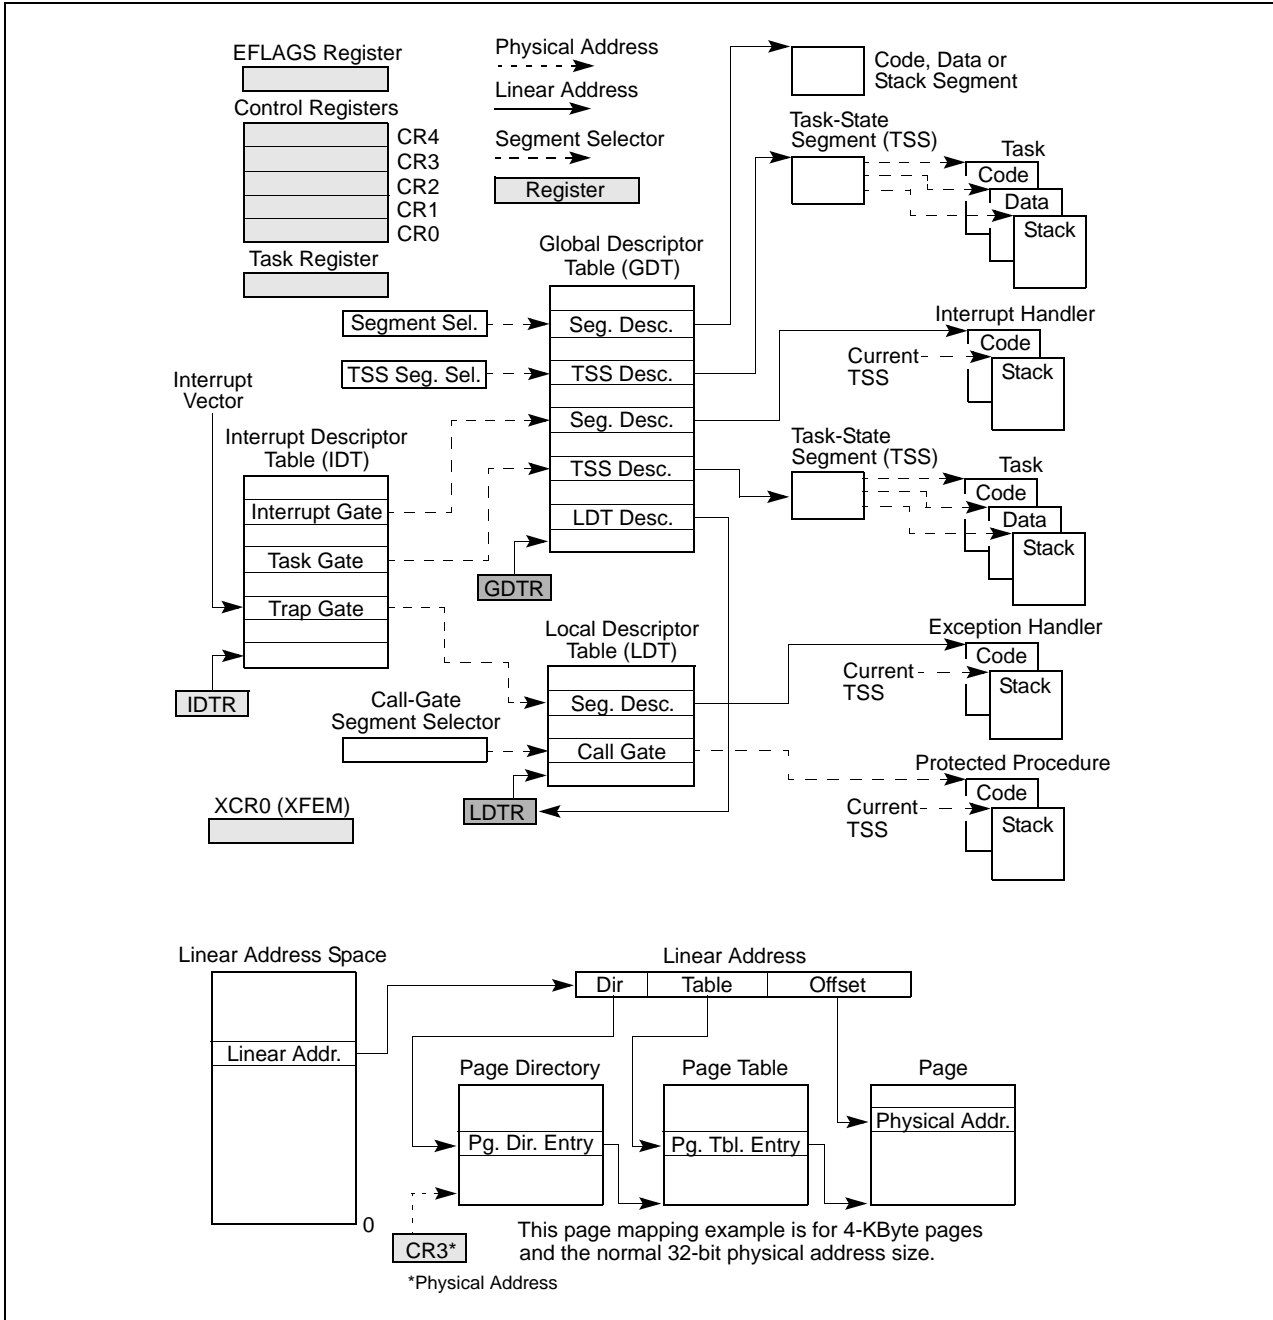 EFLAGS Register
Control Registers
CR4
CR3
CR2
CR1
CR0
Task Register
Physical Address
Linear Address
Segment Selector
Register
Code, Data or
Stack Segment
Task-State
Segment (TSS)
Task
Code
Data
Stack
Global Descriptor
Table (GDT)
Segment Sel.
Seg. Desc.
TSS Seg. Sel.
TSS Desc.
Seg. Desc.
TSS Desc.
LDT Desc.
GDTR
Interrupt Handler
Code
Current
TSS
Stack
Interrupt
Vector
Interrupt Descriptor
Table (IDT)
Interrupt Gate
Task Gate
Trap Gate
IDTR
Task-State
Segment (TSS)
Task
Code
Data
Stack
Local Descriptor
Table (LDT)
Seg. Desc.
Call-Gate
Segment Selector
Call Gate
LDTR
Exception Handler
Code
Current
TSS
Stack
Protected Procedure
Code
Current
TSS
Stack
XCR0 (XFEM)
Linear Address Space
Linear Addr.
0
Linear Address
Dir
Table
Offset
Page Directory
Pg. Dir. Entry
Page Table
Pg. Tbl. Entry
Page
Physical Addr.
CR3*
*Physical Address
This page mapping example is for 4-KByte pages
and the normal 32-bit physical address size.